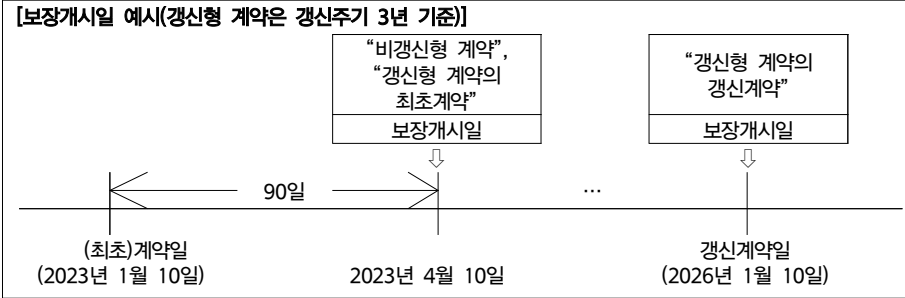 [보장개시일 예시(갱신형 계약은 갱신주기 3년 기준)]
“비갱신형 계약”,
“갱신형 계약의
최초계약”
보장개시일
“갱신형 계약의
갱신계약”
보장개시일
90일
…
(최초)계약일
(2023년 1월 10일)
2023년 4월 10일
갱신계약일
(2026년 1월 10일)